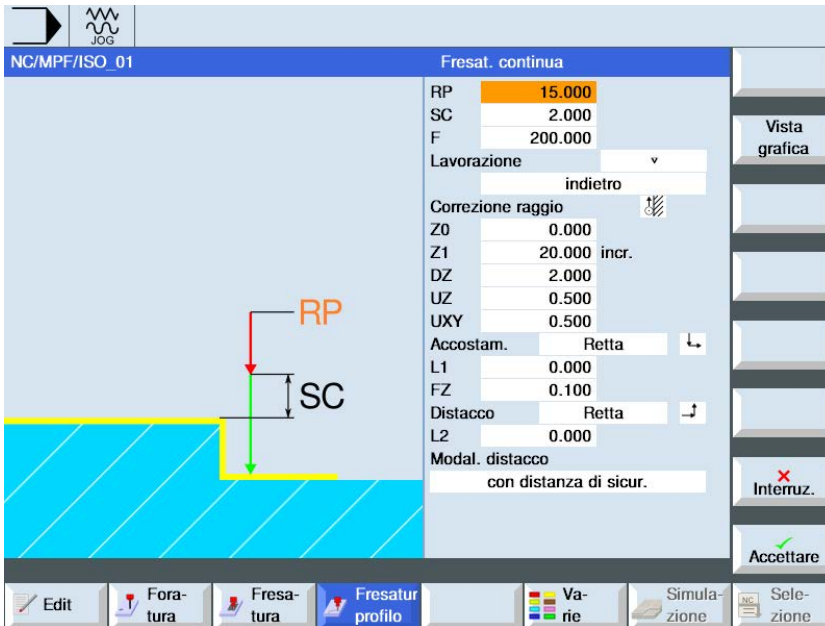 JOG
NC/MPF/ISO_01
Fresat. continua
RP 15.000
SC 2.000
F 200.000
Lavorazione v
indietro
Correzione raggio
Z0 0.000
Z1 20.000 incr.
DZ 2.000
UZ 0.500
UXY 0.500
Accostam. Retta
L1 0.000
FZ 0.100
Distacco Retta
L2 0.000
Modal. distacco
con distanza di sicur.
RP
SC
Vista
grafica
Interruz.
Accettare
Edit
Fora-
tura
Fresa-
tura
Fresatur
profilo
Va-
rie
Simula-
zione
NC
Sele-
zione